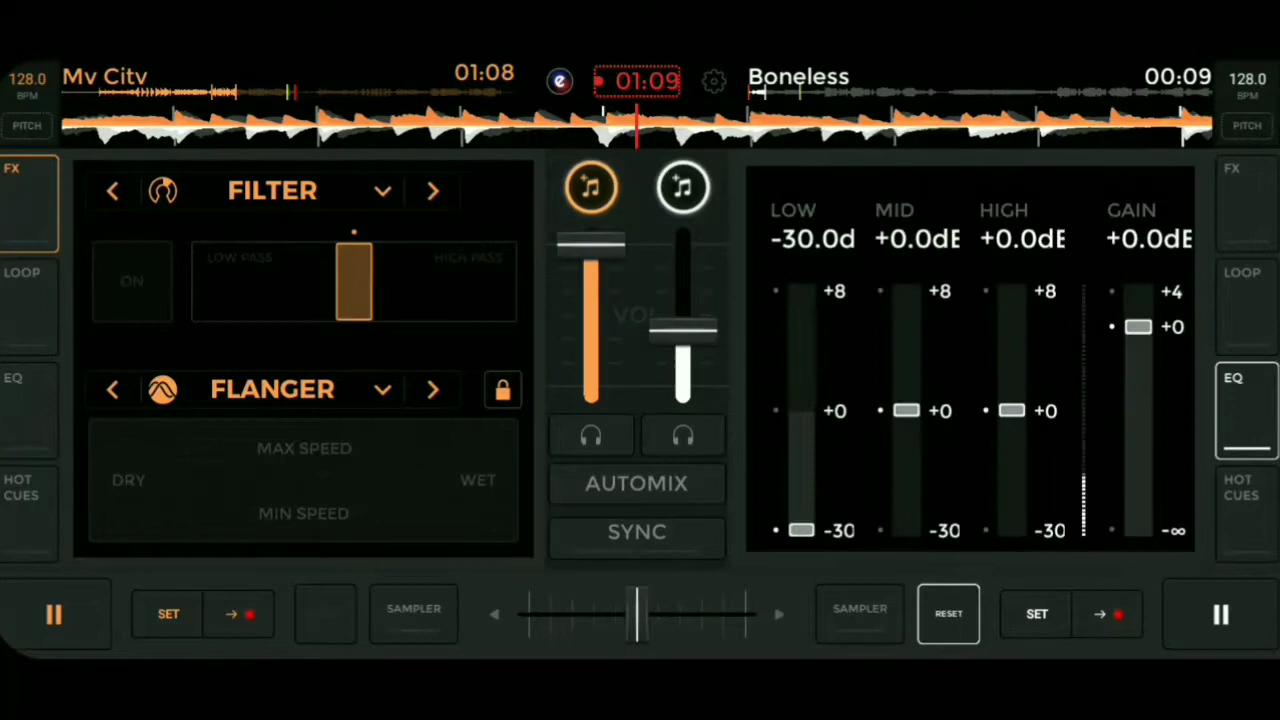 128.0 My City 01:08 e 01:09 Boneless 00:09 128.0
BPM BPM
PITCH PITCH
FX FILTER LOW MID HIGH GAIN FX
-30.0d +0.0dE +0.0dE +0.0dE
LOW PASS HIGH PASS
ON
LOOP +8 +8 +8 +4 LOOP
VOL +0
EQ FLANGER +0 +0 +0 EQ
MAX SPEED
DRY WET
MIN SPEED
HOT CUES AUTOMIX HOT CUES
SYNC -30 -30 -30 -∞
SET SAMPLER SAMPLER RESET SET